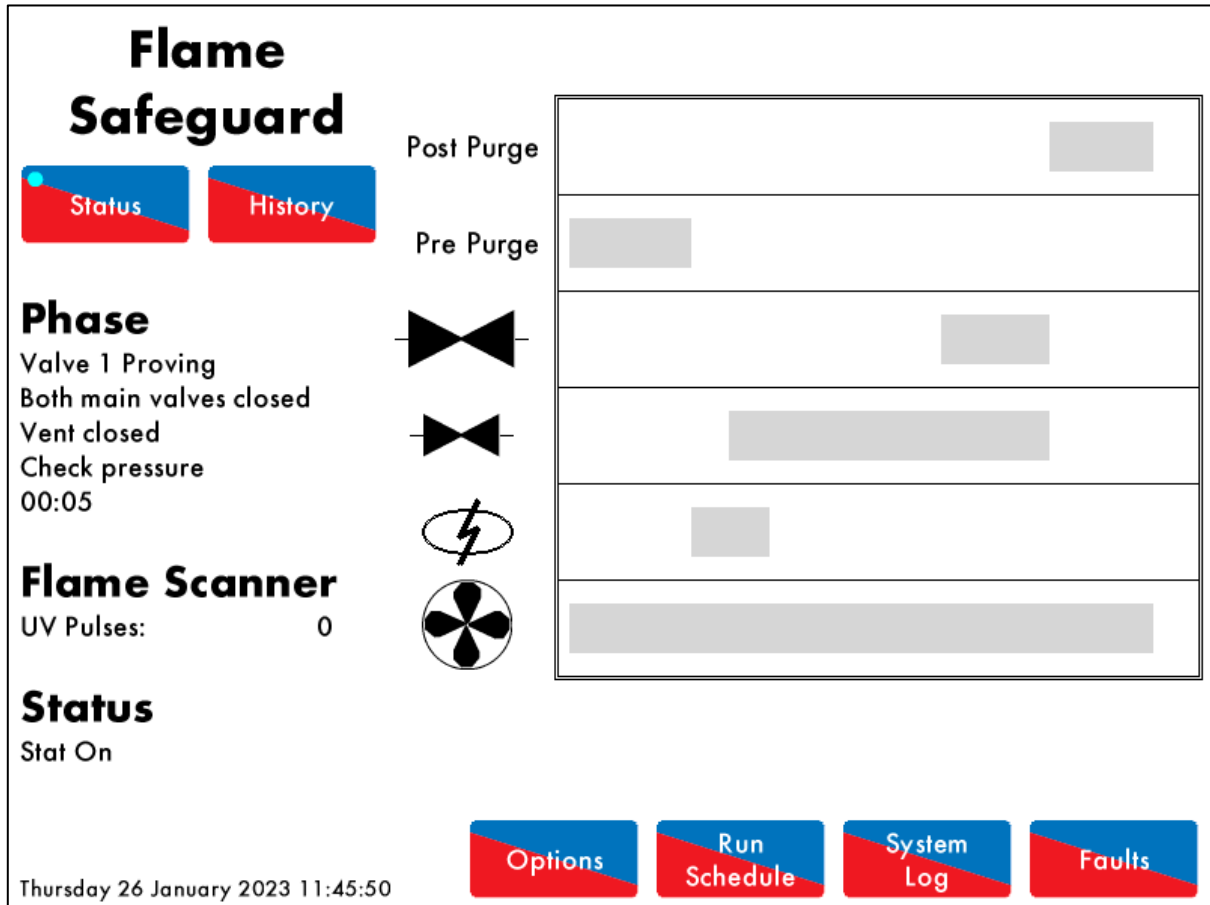 Flame
Safeguard
Status
History
Phase
Valve 1 Proving
Both main valves closed
Vent closed
Check pressure
00:05
Flame Scanner
UV Pulses: 0
Status
Stat On
Post Purge
Pre Purge
Options
Run
Schedule
System
Log
Faults
Thursday 26 January 2023 11:45:50